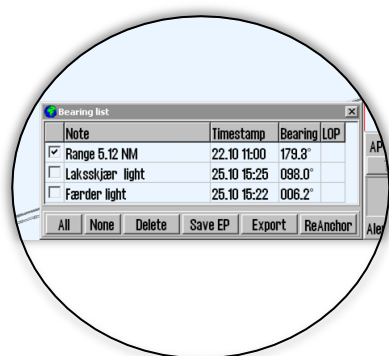 Bearing list
Note Timestamp Bearing LOP
Range 5.12 NM 22.10 11:00 179.3°
Laksskjær light 25.10 15:25 098.0°
Færder light 25.10 15:22 006.2°
All None Delete Save EP Export ReAnchor